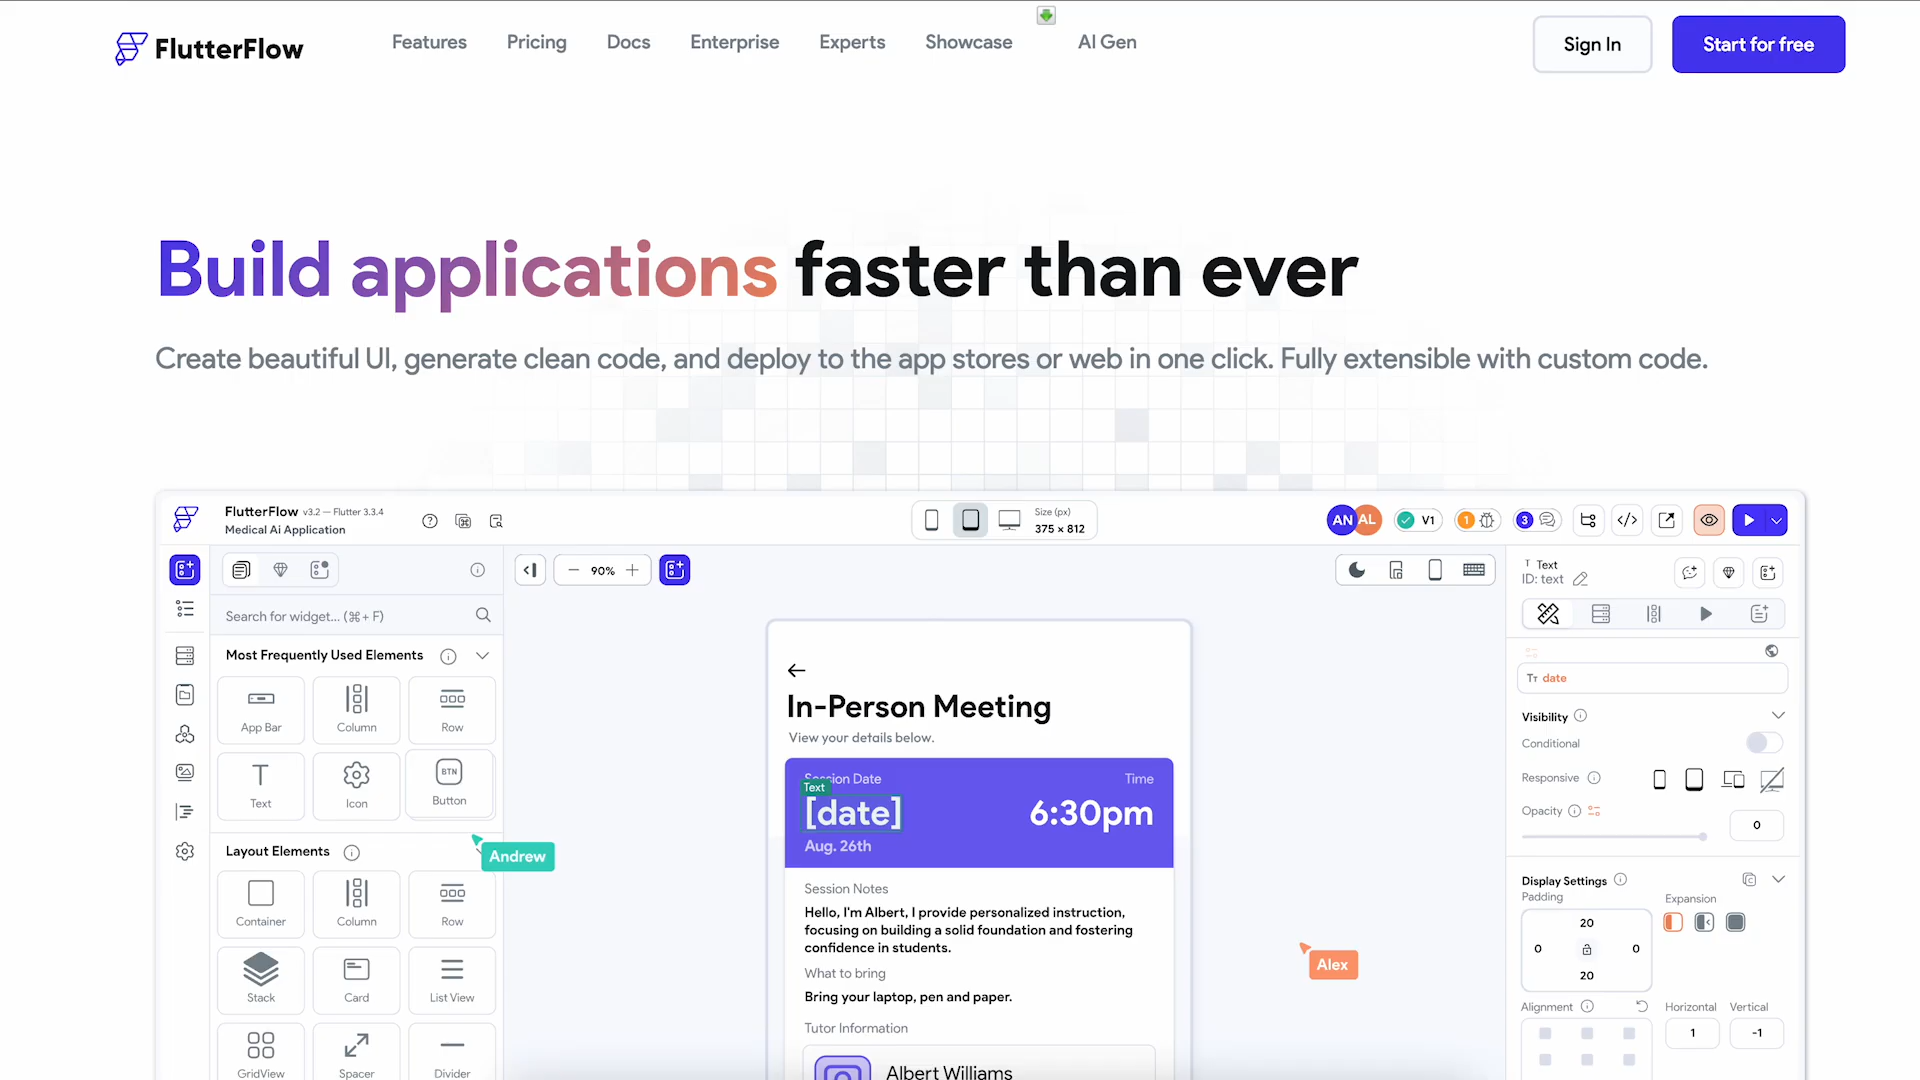 FlutterFlow
Features
Pricing
Docs
Enterprise
Experts
Showcase
AI Gen
Sign In
Start for free
Build applications faster than ever
Create beautiful UI, generate clean code, and deploy to the app stores or web in one click. Fully extensible with custom code.
FlutterFlow v3.2 — Flutter 3.3.4
Medical Ai Application
Size (px)
375 × 812
AN
AL
V1
1
3
90%
Search for widget... (⌘+ F)
Most Frequently Used Elements
App Bar
Column
Row
Text
Icon
BTN
Button
Layout Elements
Andrew
Container
Column
Row
Stack
Card
List View
GridView
Spacer
Divider
In-Person Meeting
View your details below.
Session Date
Time
Text
[date]
6:30pm
Aug. 26th
Session Notes
Hello, I'm Albert, I provide personalized instruction,
focusing on building a solid foundation and fostering
confidence in students.
What to bring
Bring your laptop, pen and paper.
Tutor Information
Albert Williams
Alex
T Text
ID: text
Tт date
Visibility
Conditional
Responsive
Opacity
0
Display Settings
Padding
Expansion
20
0
0
20
Alignment
Horizontal
Vertical
1
-1